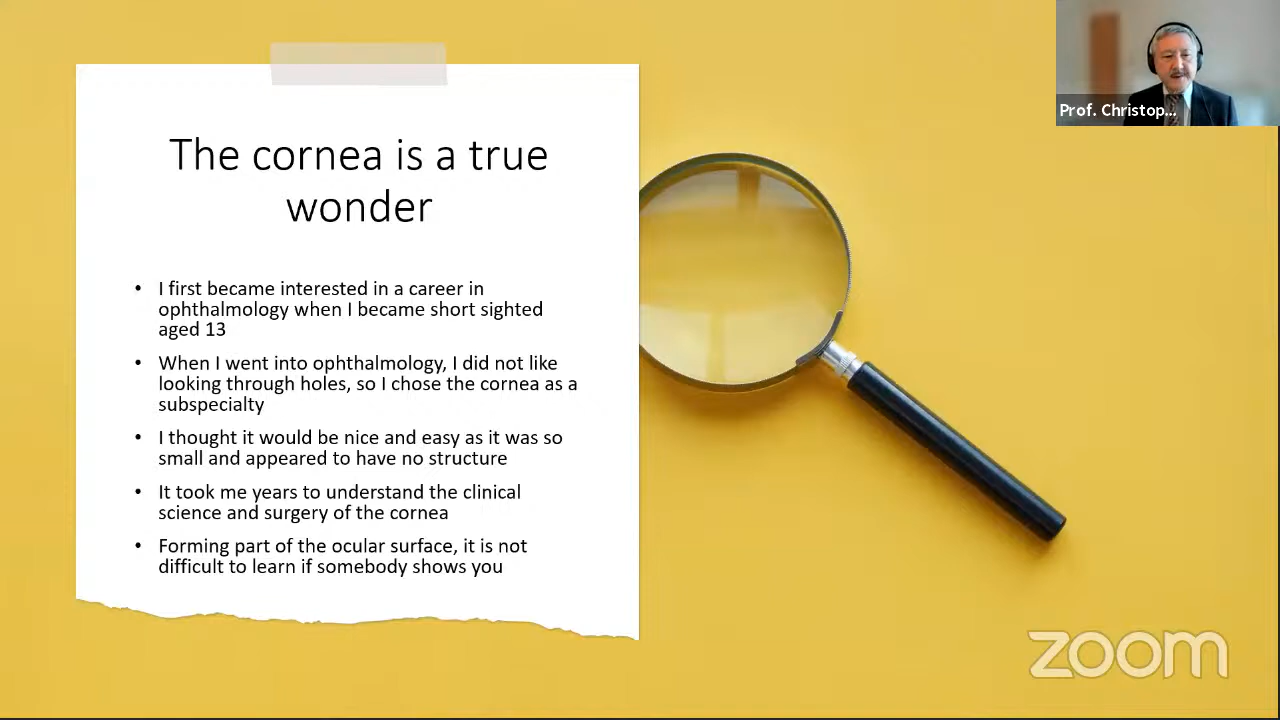 Prof. Christop...
The cornea is a true
wonder
• I first became interested in a career in
ophthalmology when I became short sighted
aged 13
• When I went into ophthalmology, I did not like
looking through holes, so I chose the cornea as a
subspecialty
• I thought it would be nice and easy as it was so
small and appeared to have no structure
• It took me years to understand the clinical
science and surgery of the cornea
• Forming part of the ocular surface, it is not
difficult to learn if somebody shows you
zoom